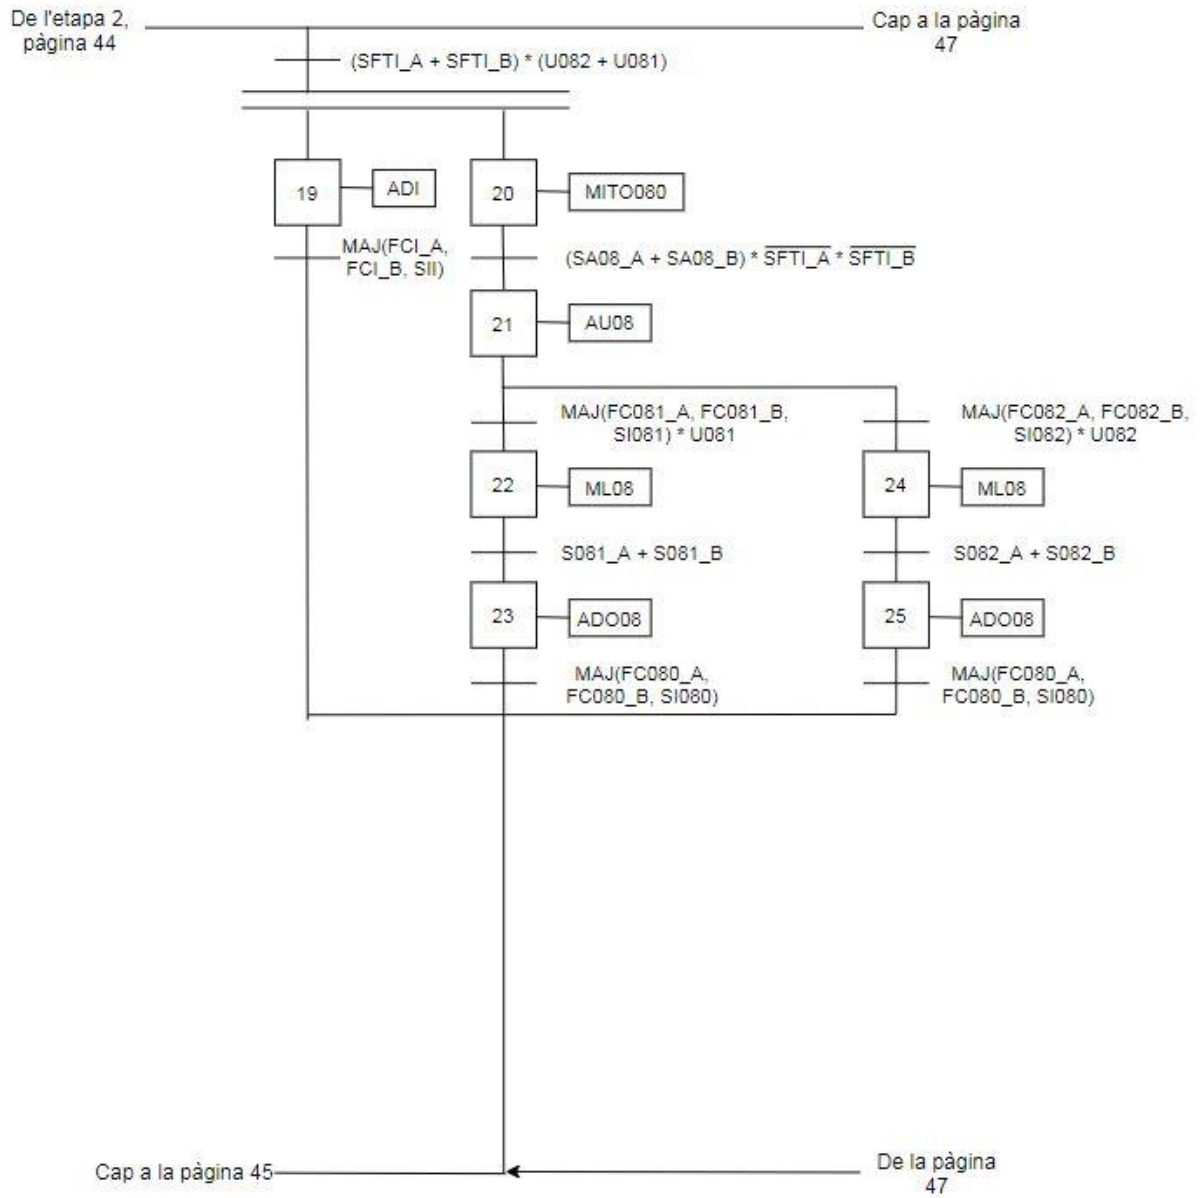 De l'etapa 2,
pàgina 44
Cap a la pàgina
47
(SFTI_A + SFTI_B) * (U082 + U081)
19
ADI
20
MITO080
MAJ(FCI_A,
FCI_B, SII)
(SA08_A + SA08_B) * SFTI_A * SFTI_B
21
AU08
MAJ(FC081_A, FC081_B,
SI081) * U081
MAJ(FC082_A, FC082_B,
SI082) * U082
22
ML08
24
ML08
S081_A + S081_B
S082_A + S082_B
23
ADO08
25
ADO08
MAJ(FC080_A,
FC080_B, SI080)
MAJ(FC080_A,
FC080_B, SI080)
Cap a la pàgina 45
De la pàgina
47